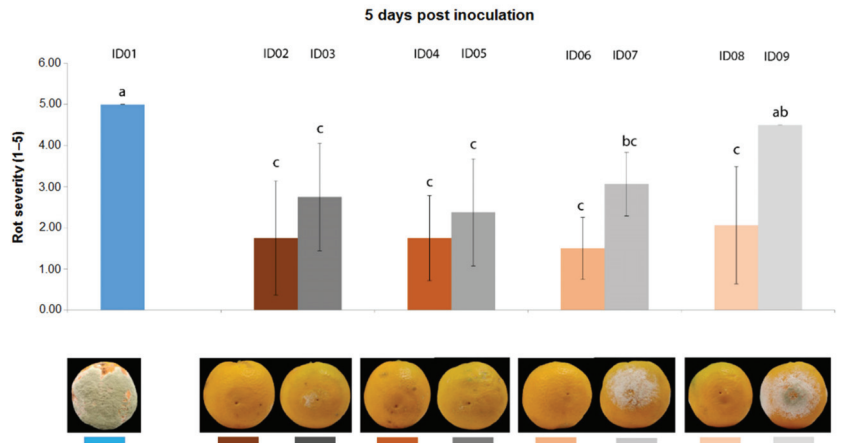 5 days post inoculation
ID01 ID02 ID03 ID04 ID05 ID06 ID07 ID08 ID09
Rot severity (1–5)
6.00
5.00
4.00
3.00
2.00
1.00
0.00
a
c
c
c
c
c
bc
c
ab